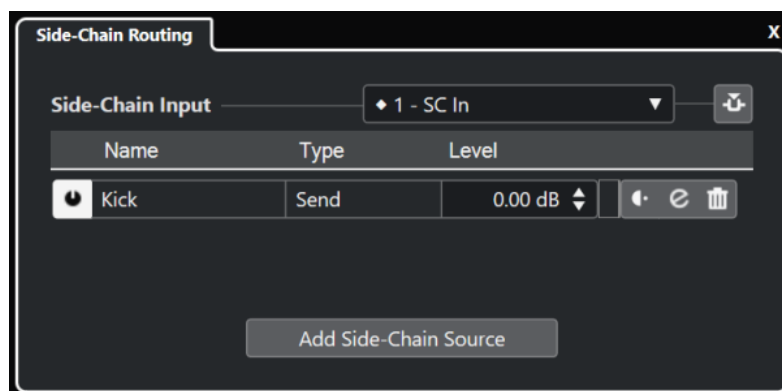 Side-Chain Routing
X
Side-Chain Input
1 - SC In
Name Type Level
Kick Send 0.00 dB
Add Side-Chain Source